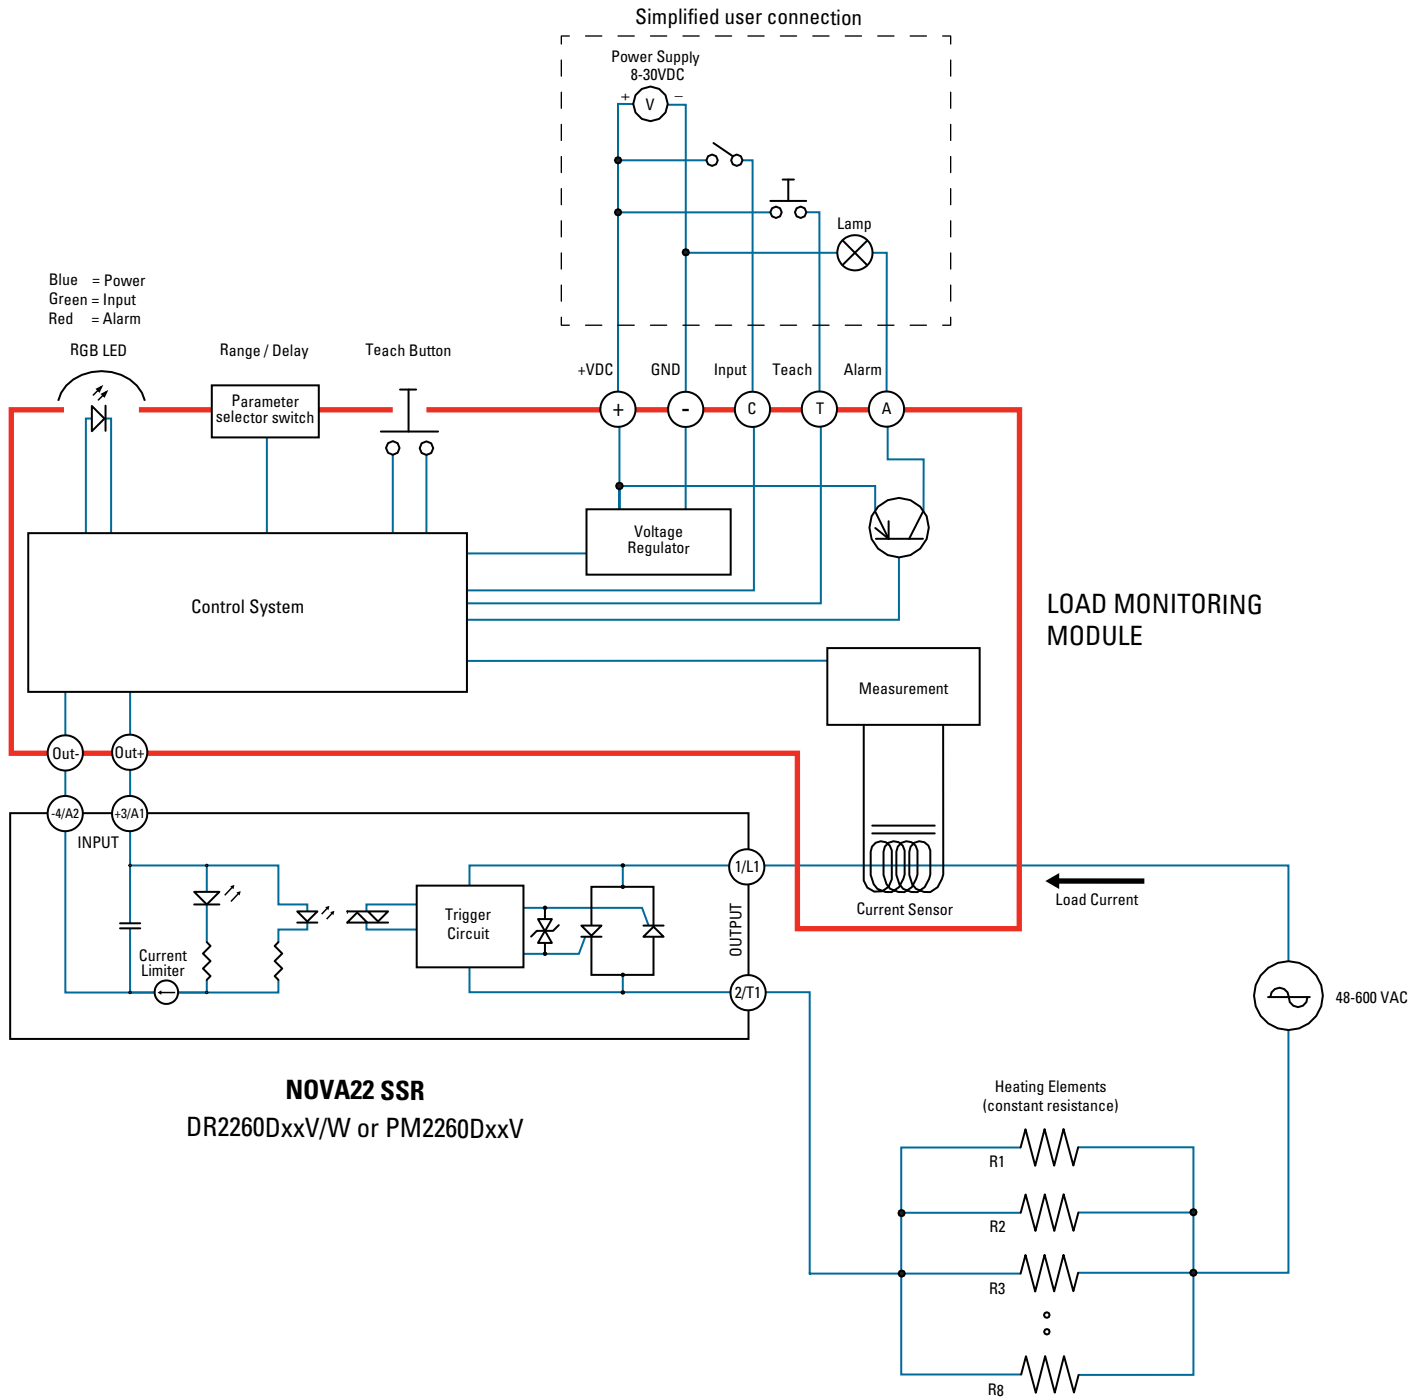 Simplified user connection
Power Supply
8-30VDC
+
–
V
Lamp
Blue = Power
Green = Input
Red = Alarm
RGB LED
Range / Delay
Teach Button
+VDC
GND
Input
Teach
Alarm
Parameter
selector switch
+
-
C
T
A
Voltage
Regulator
Control System
LOAD MONITORING
MODULE
Measurement
Out-
Out+
-4/A2
+3/A1
INPUT
1/L1
Current Sensor
Load Current
Trigger
Circuit
OUTPUT
Current
Limiter
2/T1
48-600 VAC
NOVA22 SSR
DR2260DxxV/W or PM2260DxxV
Heating Elements
(constant resistance)
R1
R2
R3
R8